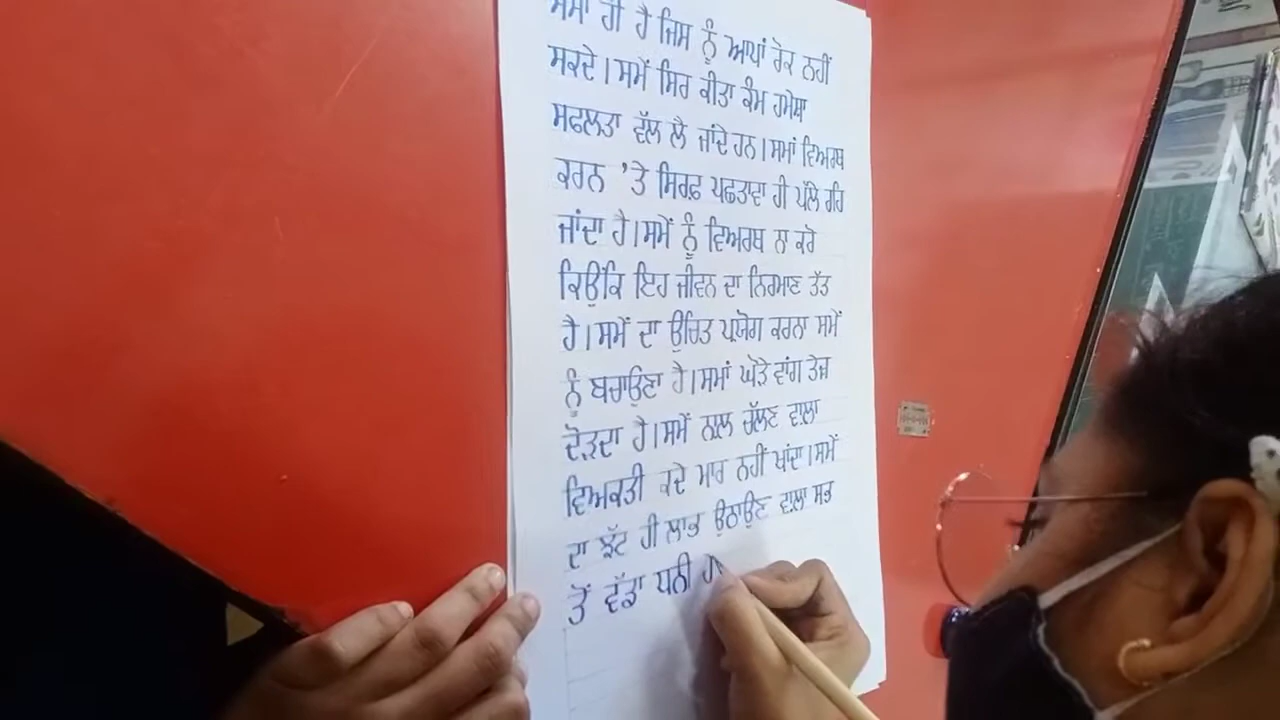 ਸਮਾਂ ਹੀ ਹੈ ਜਿਸ ਨੂੰ ਆਪਾਂ ਰੋਕ ਨਹੀਂ
ਸਕਦੇ। ਸਮੇਂ ਸਿਰ ਕੀਤਾ ਕੰਮ ਹਮੇਸ਼ਾ
ਸਫਲਤਾ ਵੱਲ ਲੈ ਜਾਂਦੇ ਹਨ। ਸਮਾਂ ਵਿਅਰਥ
ਕਰਨ 'ਤੇ ਸਿਰਫ਼ ਪਛਤਾਵਾ ਹੀ ਪੱਲੇ ਰਹਿ
ਜਾਂਦਾ ਹੈ। ਸਮੇਂ ਨੂੰ ਵਿਅਰਥ ਨਾ ਕਰੋ
ਕਿਉਂਕਿ ਇਹ ਜੀਵਨ ਦਾ ਨਿਰਮਾਣ ਤੱਤ
ਹੈ। ਸਮੇਂ ਦਾ ਉਚਿਤ ਪ੍ਰਯੋਗ ਕਰਨਾ ਸਮੇਂ
ਨੂੰ ਬਚਾਉਣਾ ਹੈ। ਸਮਾਂ ਘੋੜੇ ਵਾਂਗ ਤੇਜ਼
ਦੌੜਦਾ ਹੈ। ਸਮੇਂ ਨਾਲ ਚੱਲਣ ਵਾਲਾ
ਵਿਅਕਤੀ ਕਦੇ ਮਾਰ ਨਹੀਂ ਖਾਂਦਾ। ਸਮੇਂ
ਦਾ ਝੱਟ ਹੀ ਲਾਭ ਉਠਾਉਣ ਵਾਲਾ ਸਭ
ਤੋਂ ਵੱਡਾ ਧਨੀ